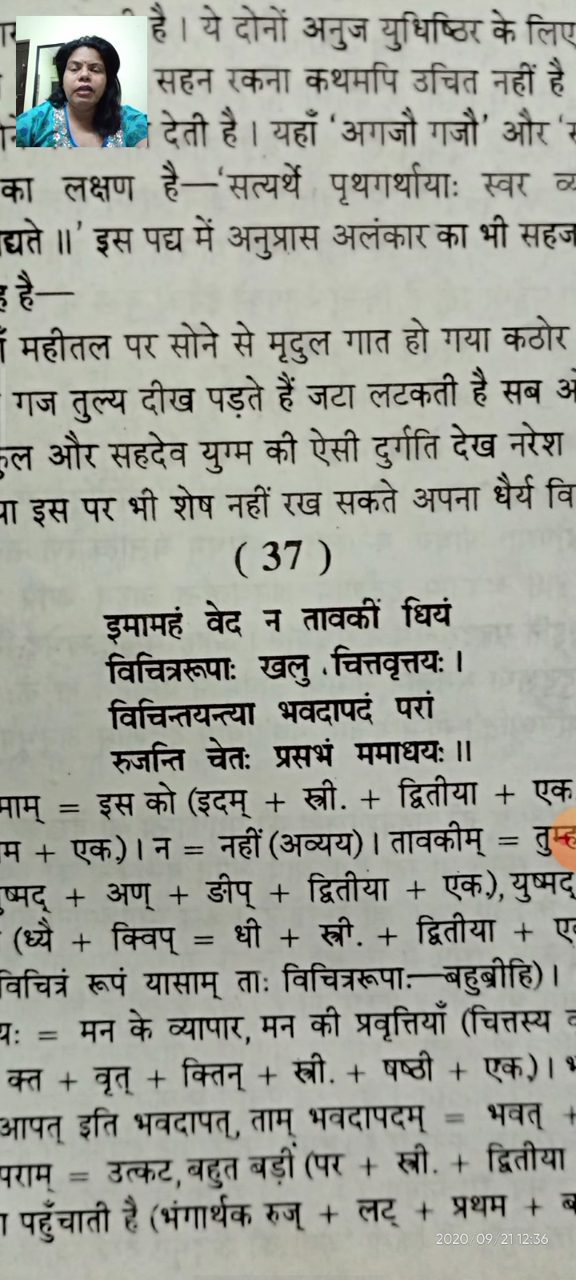 है । ये दोनों अनुज युधिष्ठिर के लिए
सहन रकना कथमपि उचित नहीं है
देती है । यहाँ 'अगजौ गजौ' और
का लक्षण है—'सत्यर्थे पृथगर्थायाः स्वर
द्यते ॥' इस पद्य में अनुप्रास अलंकार का भी सहज
है—
महीतल पर सोने से मृदुल गात हो गया कठोर
गज तुल्य दीख पड़ते हैं जटा लटकती है सब
और सहदेव युग्म की ऐसी दुर्गति देख नरेश
इस पर भी शेष नहीं रख सकते अपना धैर्य वि
( 37 )
इमामहं वेद न तावकीं धियं
विचित्ररूपाः खलु चित्तवृत्तयः ।
विचिन्तयन्त्या भवदापदं परां
रुजन्ति चेतः प्रसभं ममाधयः ॥
माम् = इस को (इदम् + स्त्री. + द्वितीया + एक
म + एक.) । न = नहीं (अव्यय) । तावकीम् = तुम्ह
ष्मद् + अण् + ङीप् + द्वितीया + एक.), युष्मद्
(ध्यै + क्विप् = धी + स्त्री. + द्वितीया + ए
विचित्रं रूपं यासाम् ताः विचित्ररूपाः—बहुब्रीहि) ।
यः = मन के व्यापार, मन की प्रवृत्तियाँ (चित्तस्य
क्त + वृत् + क्तिन् + स्त्री. + षष्ठी + एक.) ।
आपत् इति भवदापत्, ताम् भवदापदम् = भवत् +
पराम् = उत्कट, बहुत बड़ी (पर + स्त्री. + द्वितीया
पहुँचाती है (भंगार्थक रुज् + लट् + प्रथम + ब
2020/09/21 12:36